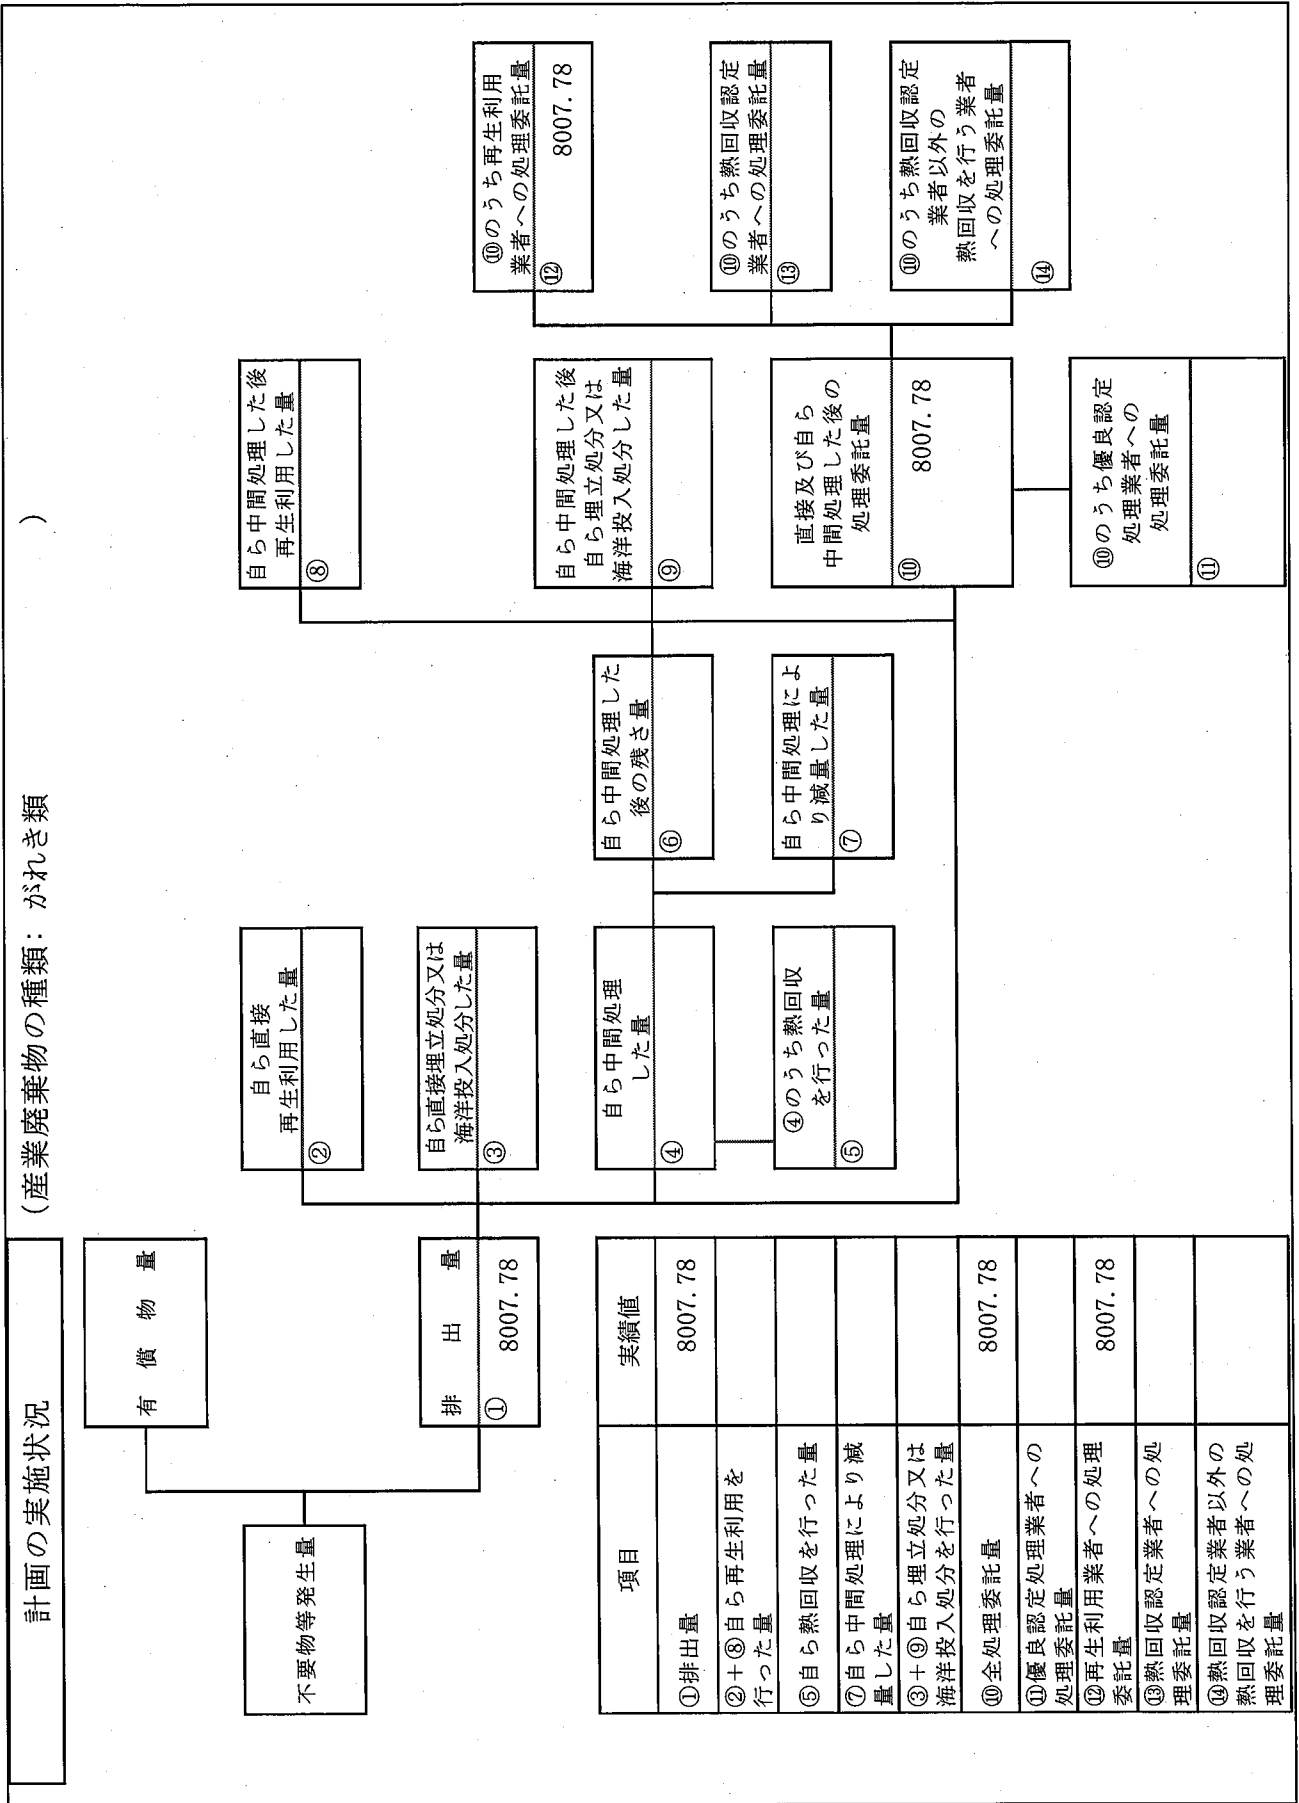 計画の実施状況
(産業廃棄物の種類: がれき類 )
不要物等発生量
有償物量
排出量
① 8007.78
自ら直接
再生利用した量
②
自ら直接埋立処分又は
海洋投入処分した量
③
自ら中間処理
した量
④
④のうち熱回収
を行った量
⑤
自ら中間処理した
後の残さ量
⑥
自ら中間処理によ
り減量した量
⑦
自ら中間処理した後
再生利用した量
⑧
自ら中間処理した後
自ら埋立処分又は
海洋投入処分した量
⑨
直接及び自ら
中間処理した後の
処理委託量
⑩ 8007.78
⑩のうち優良認定
処理業者への
処理委託量
⑪
⑩のうち再生利用
業者への処理委託量
⑫ 8007.78
⑩のうち熱回収認定
業者への処理委託量
⑬
⑩のうち熱回収認定
業者以外の
熱回収を行う業者
への処理委託量
⑭
項目 実績値
①排出量 8007.78
②+⑧自ら再生利用を
行った量
⑤自ら熱回収を行った量
⑦自ら中間処理により減
量した量
③+⑨自ら埋立処分又は
海洋投入処分を行った量
⑩全処理委託量 8007.78
⑪優良認定処理業者への
処理委託量
⑫再生利用業者への処理
委託量 8007.78
⑬熱回収認定業者への処
理委託量
⑭熱回収認定業者以外の
熱回収を行う業者への処
理委託量